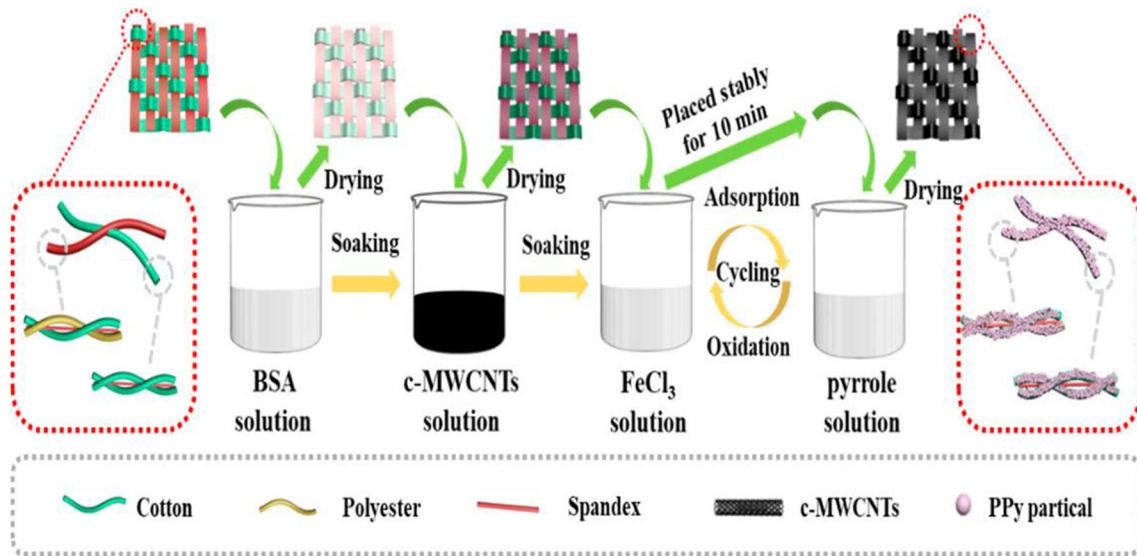 Placed stably
for 10 min
Drying
Drying
Drying
Soaking
Soaking
Adsorption
Cycling
Oxidation
BSA
solution
c-MWCNTs
solution
FeCl₃
solution
pyrrole
solution
Cotton
Polyester
Spandex
c-MWCNTs
PPy partical